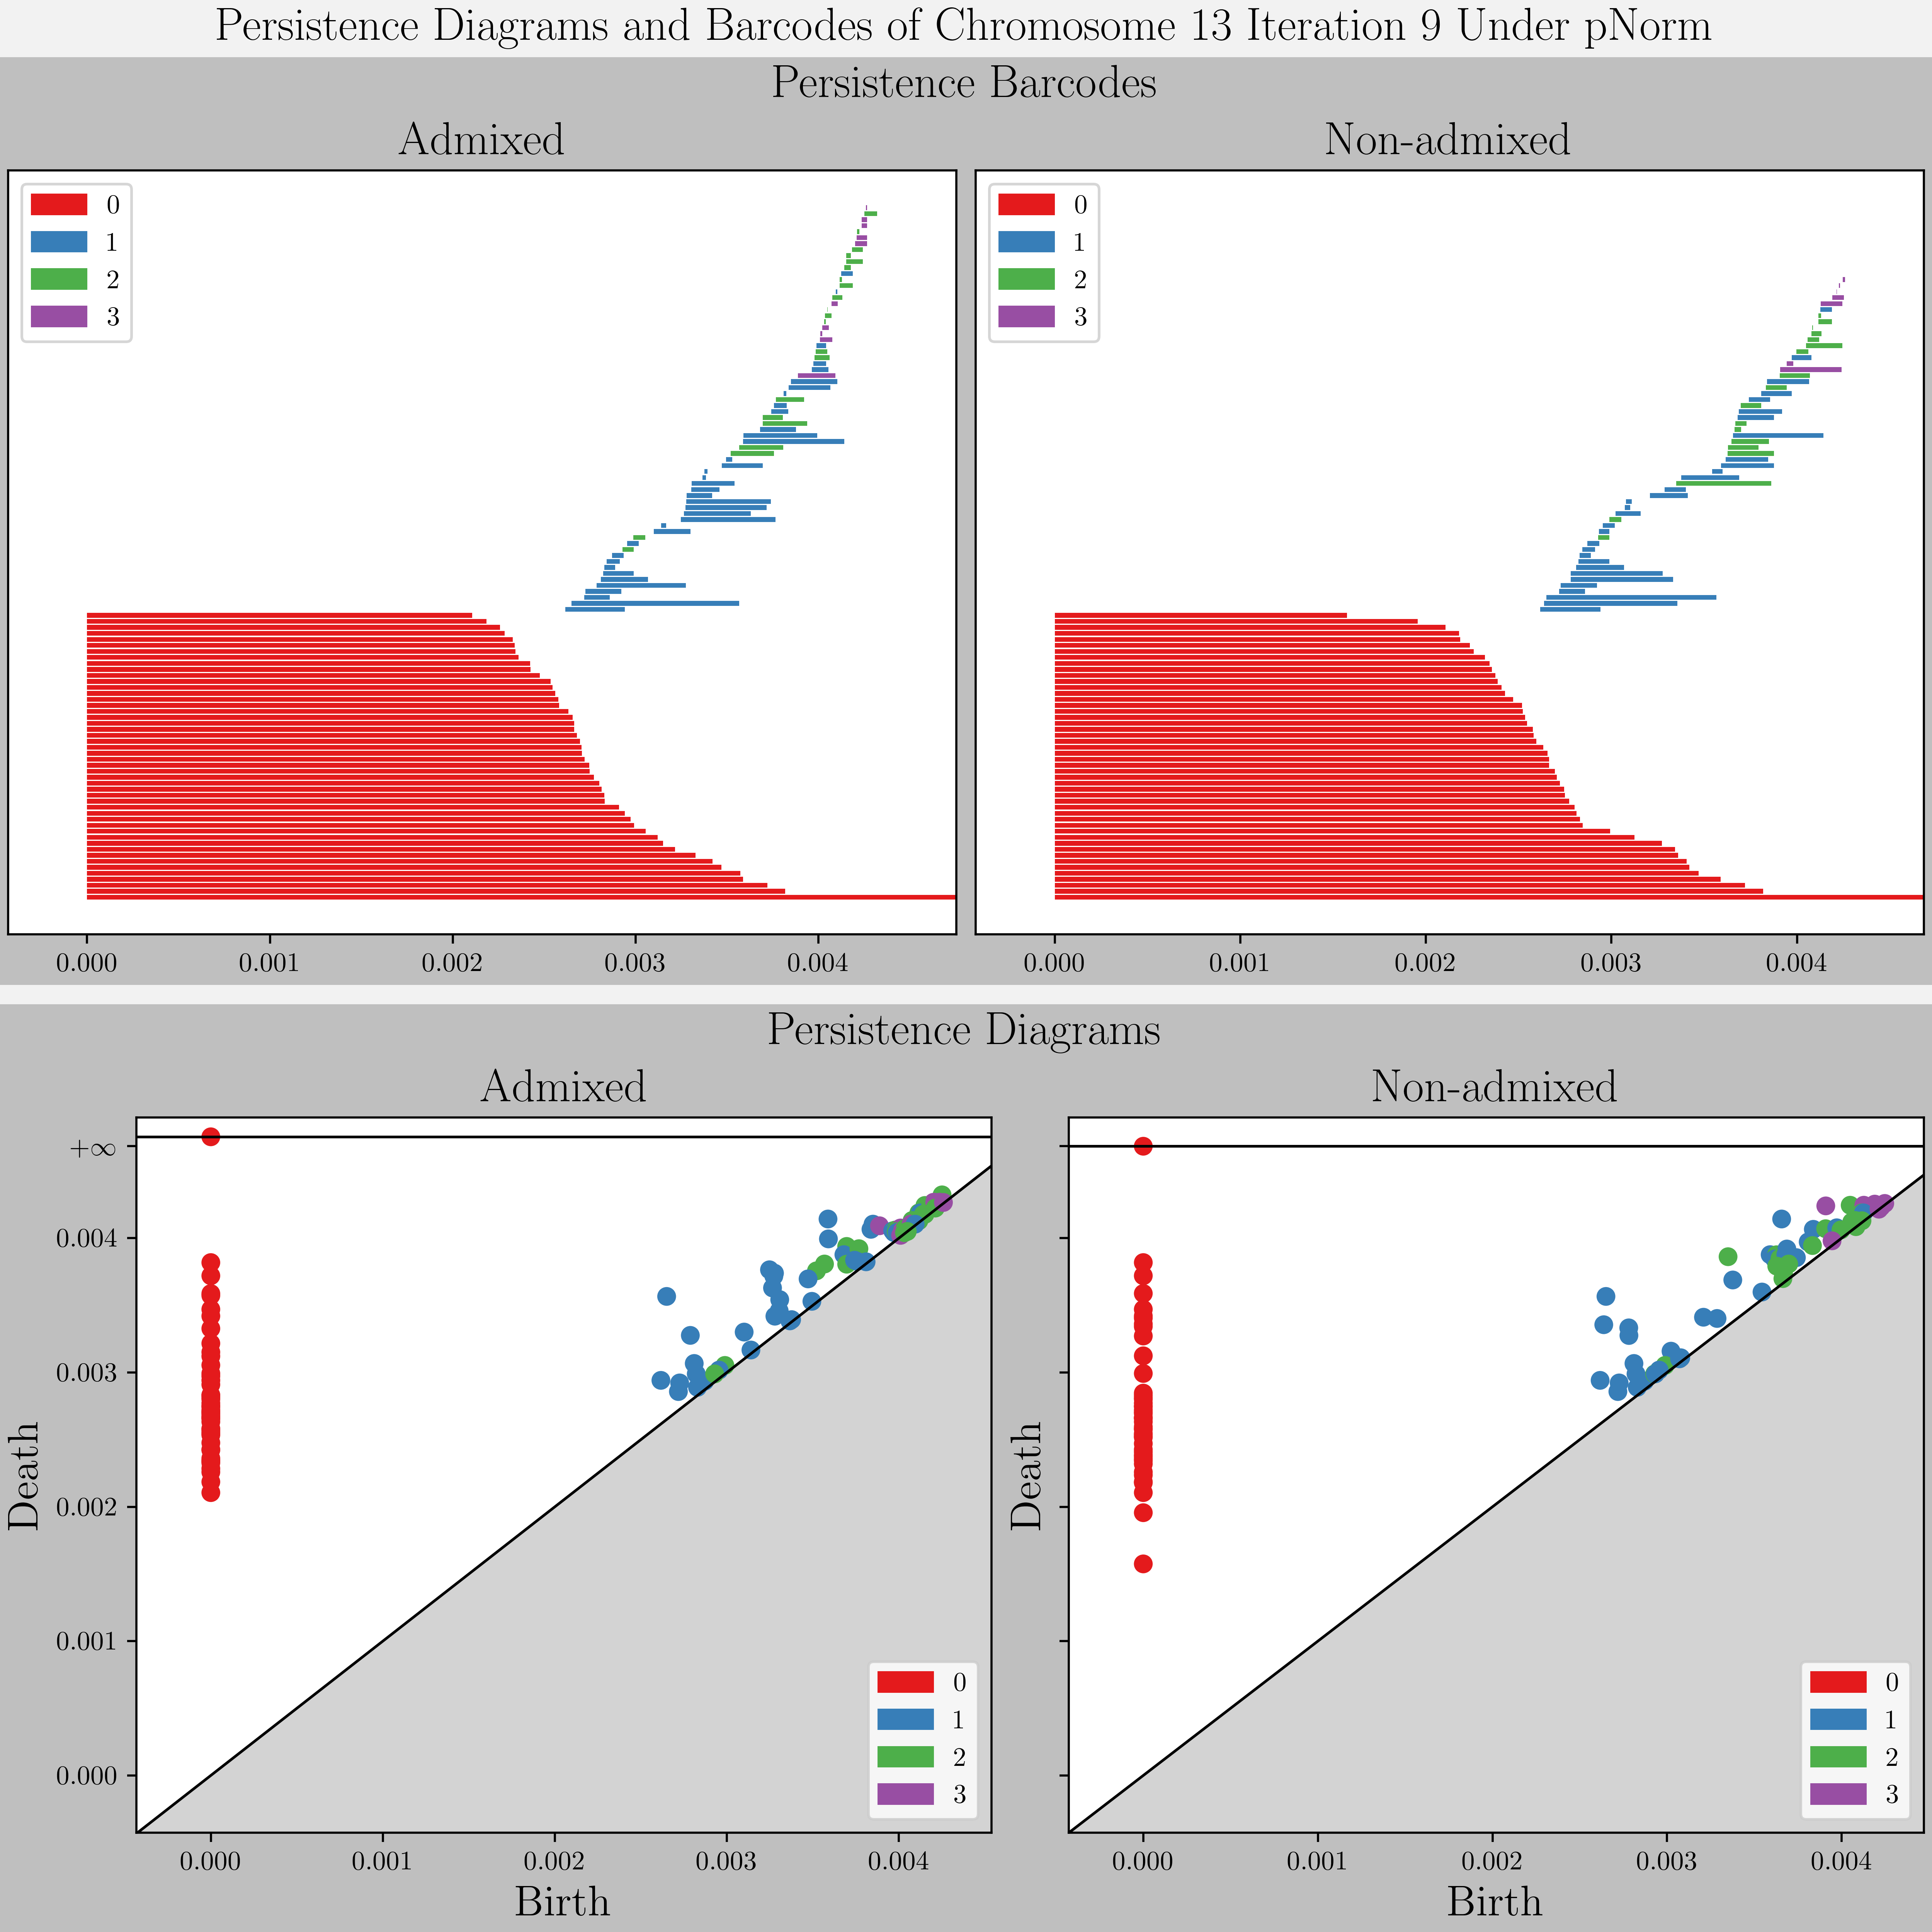 Persistence Diagrams and Barcodes of Chromosome 13 Iteration 9 Under pNorm
Persistence Barcodes
Admixed
0
1
2
3
0.000 0.001 0.002 0.003 0.004
Non-admixed
0
1
2
3
0.000 0.001 0.002 0.003 0.004
Persistence Diagrams
Admixed
Death
+∞
0.004
0.003
0.002
0.001
0.000
0
1
2
3
0.000 0.001 0.002 0.003 0.004
Birth
Non-admixed
Death
0
1
2
3
0.000 0.001 0.002 0.003 0.004
Birth